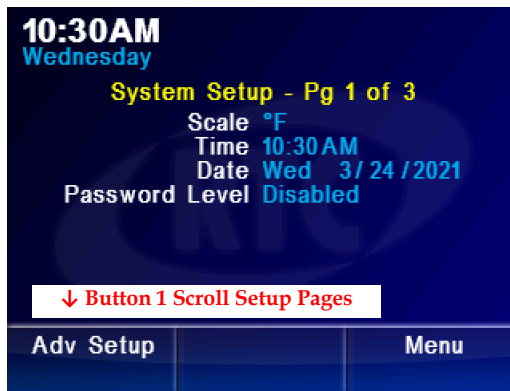 10:30AM
Wednesday
System Setup - Pg 1 of 3
Scale °F
Time 10:30 AM
Date Wed 3/ 24 /2021
Password Level Disabled
KTC
↓ Button 1 Scroll Setup Pages
Adv Setup Menu